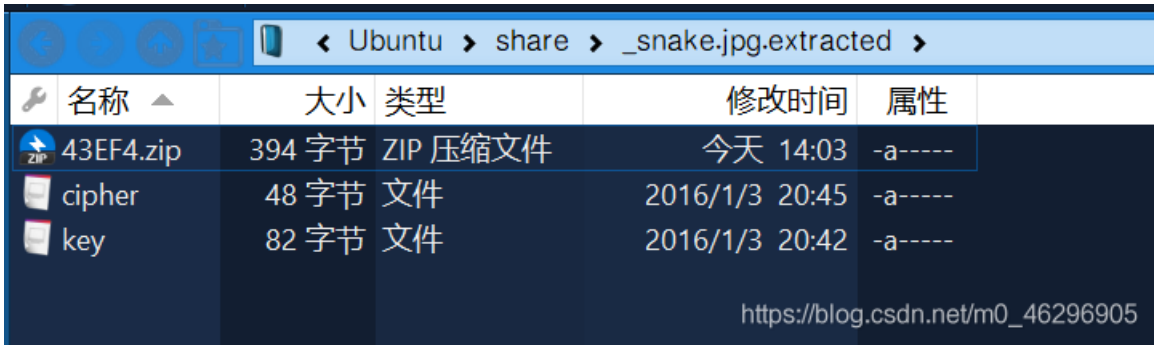 Ubuntu > share > _snake.jpg.extracted >
名称 大小 类型 修改时间 属性
ZIP 43EF4.zip 394 字节 ZIP 压缩文件 今天 14:03 -a-----
cipher 48 字节 文件 2016/1/3 20:45 -a-----
key 82 字节 文件 2016/1/3 20:42 -a-----
https://blog.csdn.net/m0_46296905